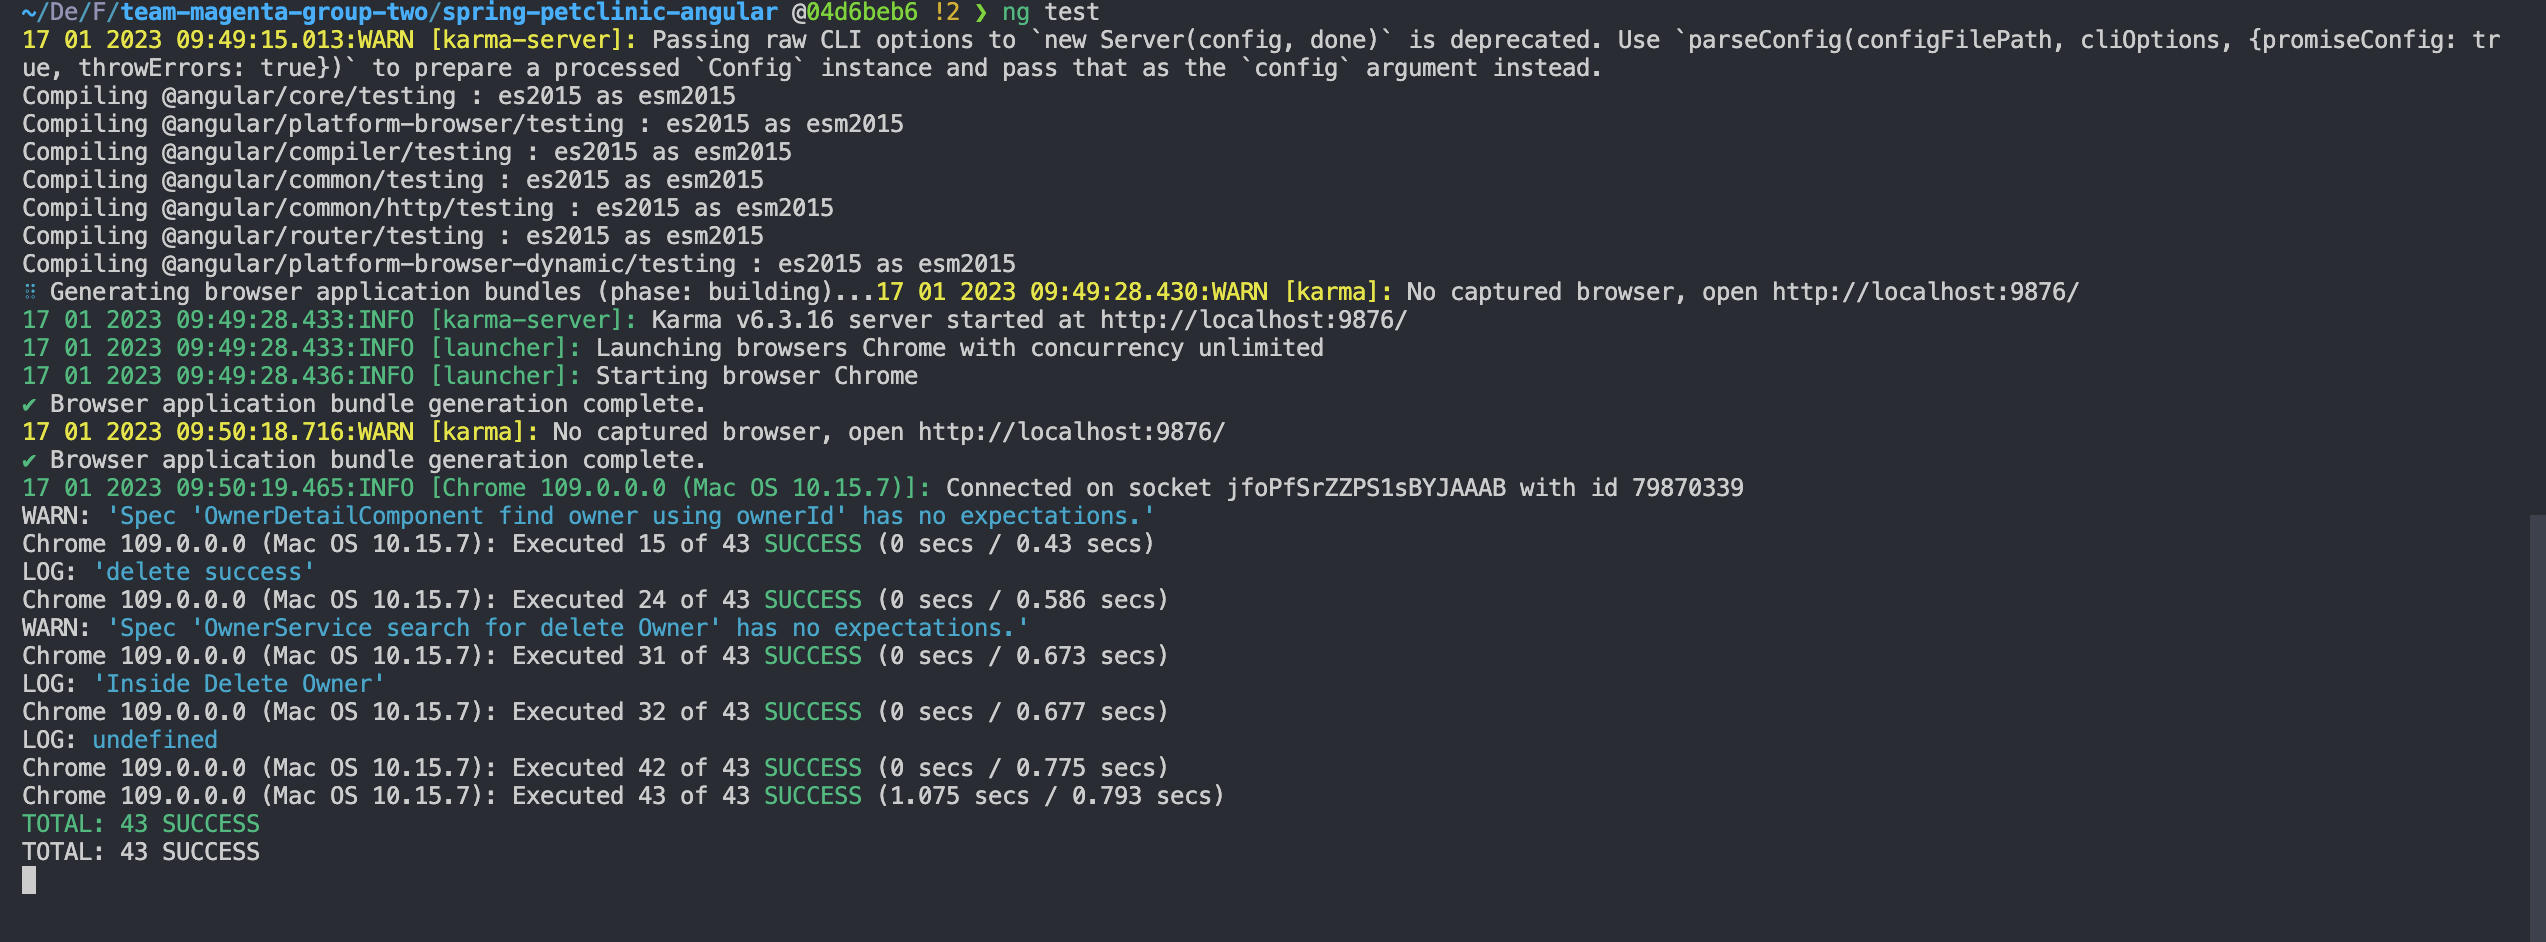 ~/De/F/team-magenta-group-two/spring-petclinic-angular @04d6beb6 !2 ❯ ng test
17 01 2023 09:49:15.013:WARN [karma-server]: Passing raw CLI options to `new Server(config, done)` is deprecated. Use `parseConfig(configFilePath, cliOptions, {promiseConfig: tr
ue, throwErrors: true})` to prepare a processed `Config` instance and pass that as the `config` argument instead.
Compiling @angular/core/testing : es2015 as esm2015
Compiling @angular/platform-browser/testing : es2015 as esm2015
Compiling @angular/compiler/testing : es2015 as esm2015
Compiling @angular/common/testing : es2015 as esm2015
Compiling @angular/common/http/testing : es2015 as esm2015
Compiling @angular/router/testing : es2015 as esm2015
Compiling @angular/platform-browser-dynamic/testing : es2015 as esm2015
⠿ Generating browser application bundles (phase: building)...17 01 2023 09:49:28.430:WARN [karma]: No captured browser, open http://localhost:9876/
17 01 2023 09:49:28.433:INFO [karma-server]: Karma v6.3.16 server started at http://localhost:9876/
17 01 2023 09:49:28.433:INFO [launcher]: Launching browsers Chrome with concurrency unlimited
17 01 2023 09:49:28.436:INFO [launcher]: Starting browser Chrome
✔ Browser application bundle generation complete.
17 01 2023 09:50:18.716:WARN [karma]: No captured browser, open http://localhost:9876/
✔ Browser application bundle generation complete.
17 01 2023 09:50:19.465:INFO [Chrome 109.0.0.0 (Mac OS 10.15.7)]: Connected on socket jfoPfSrZZPS1sBYJAAAB with id 79870339
WARN: 'Spec 'OwnerDetailComponent find owner using ownerId' has no expectations.'
Chrome 109.0.0.0 (Mac OS 10.15.7): Executed 15 of 43 SUCCESS (0 secs / 0.43 secs)
LOG: 'delete success'
Chrome 109.0.0.0 (Mac OS 10.15.7): Executed 24 of 43 SUCCESS (0 secs / 0.586 secs)
WARN: 'Spec 'OwnerService search for delete Owner' has no expectations.'
Chrome 109.0.0.0 (Mac OS 10.15.7): Executed 31 of 43 SUCCESS (0 secs / 0.673 secs)
LOG: 'Inside Delete Owner'
Chrome 109.0.0.0 (Mac OS 10.15.7): Executed 32 of 43 SUCCESS (0 secs / 0.677 secs)
LOG: undefined
Chrome 109.0.0.0 (Mac OS 10.15.7): Executed 42 of 43 SUCCESS (0 secs / 0.775 secs)
Chrome 109.0.0.0 (Mac OS 10.15.7): Executed 43 of 43 SUCCESS (1.075 secs / 0.793 secs)
TOTAL: 43 SUCCESS
TOTAL: 43 SUCCESS